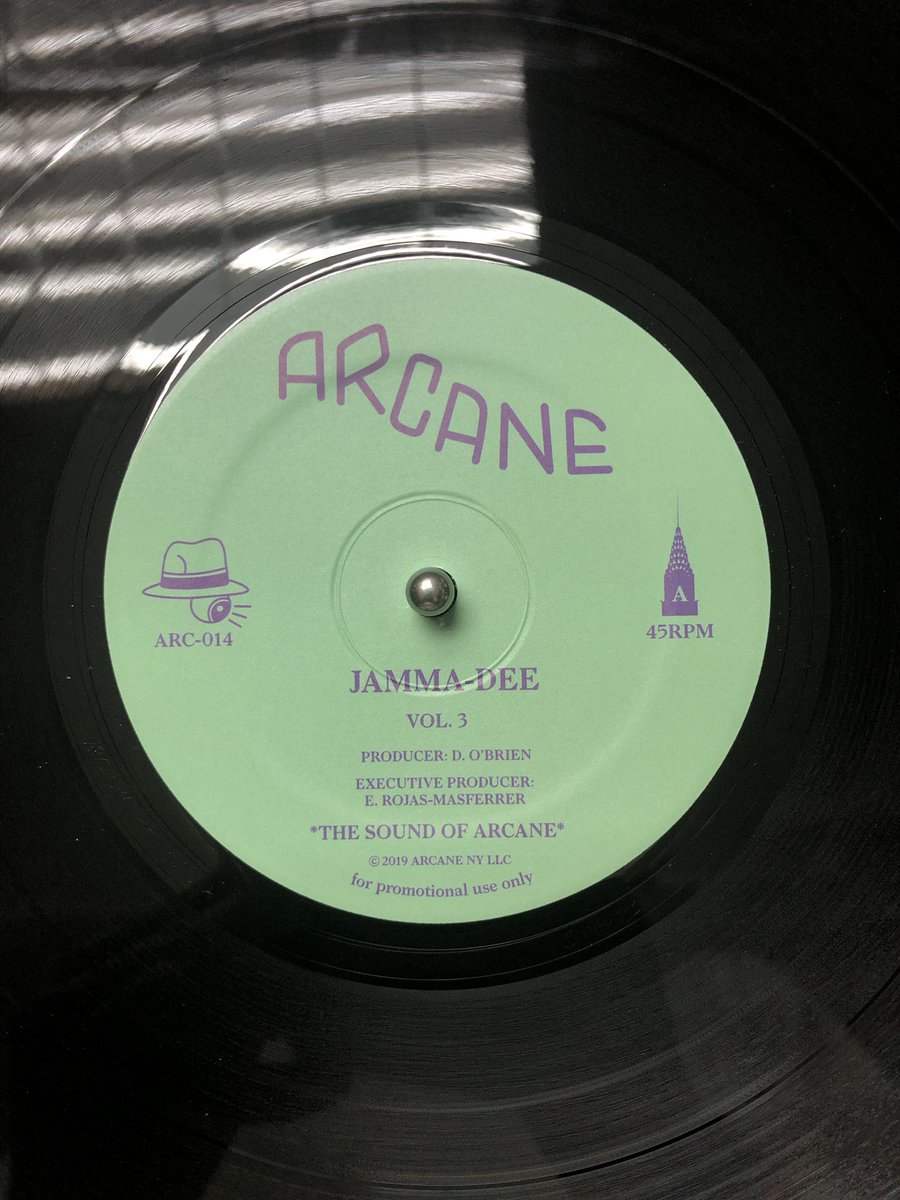 ARCANE
A
ARC-014
45RPM
JAMMA-DEE
VOL. 3
PRODUCER: D. O'BRIEN
EXECUTIVE PRODUCER:
E. ROJAS-MASFERRER
*THE SOUND OF ARCANE*
©2019 ARCANE NY LLC
for promotional use only